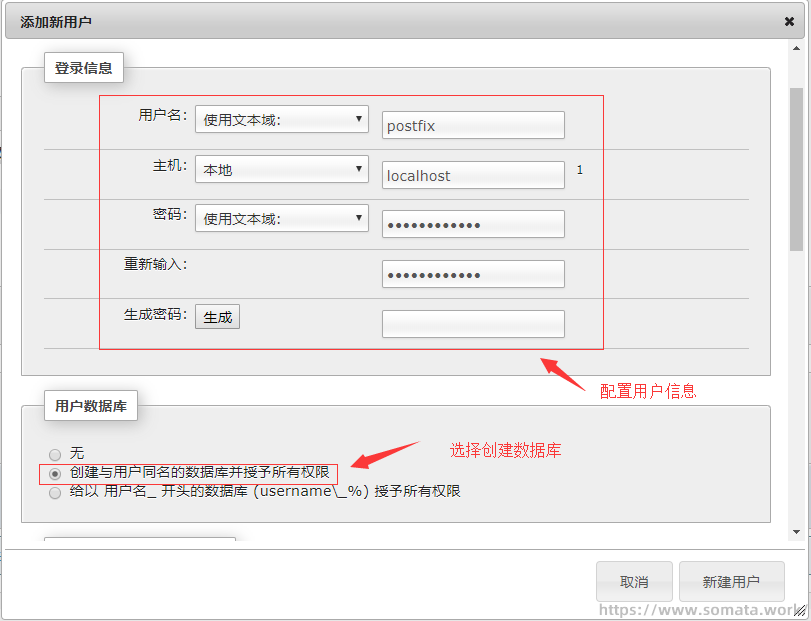 添加新用户
登录信息
用户名: 使用文本域: postfix
主机: 本地 localhost 1
密码: 使用文本域: ••••••••••••
重新输入: ••••••••••••
生成密码: 生成
配置用户信息
用户数据库
无
选择创建数据库
创建与用户同名的数据库并授予所有权限
给以 用户名_ 开头的数据库 (username\_%) 授予所有权限
取消 新建用户
https://www.somata.work